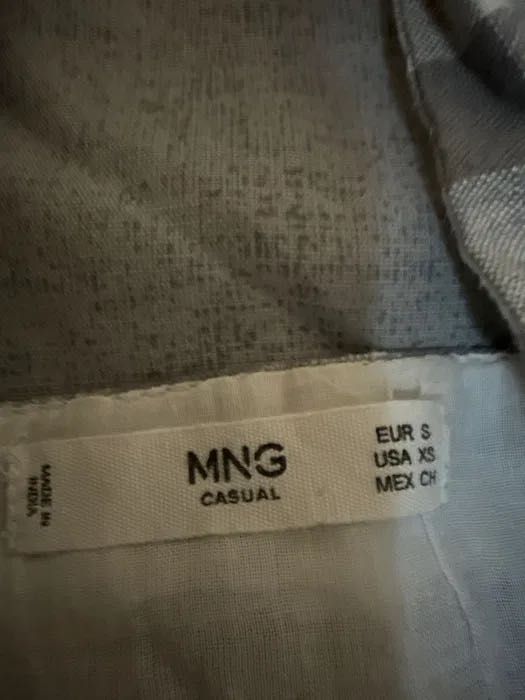 MADE IN
INDIA
MNG
CASUAL
EUR S
USA XS
MEX CH